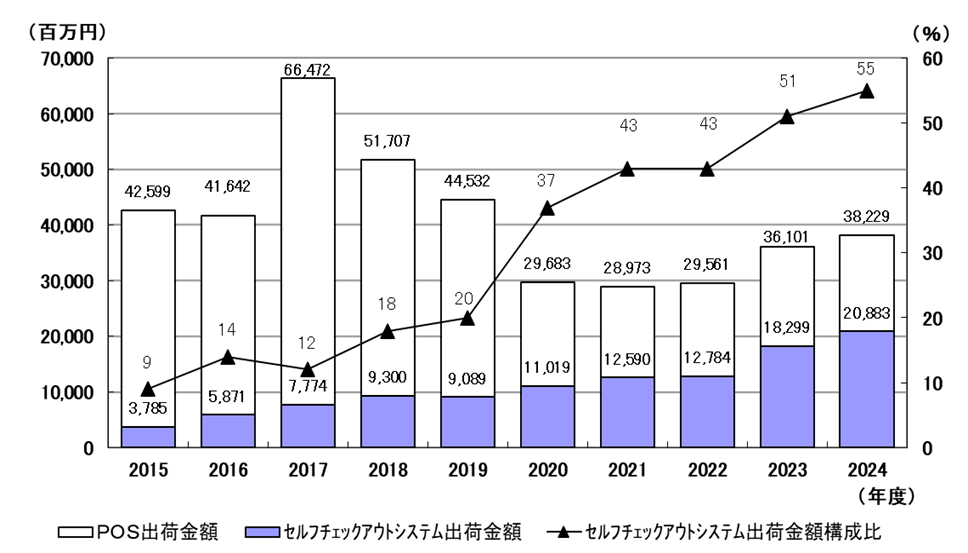 （百万円） （%）
70,000 66,472 60
60,000 51 55
51,707 43 43 50
50,000 44,532
42,599 41,642 37 40
40,000 38,229
36,101
29,683 28,973 29,561 30
30,000
18 20 20,883
20,000 14 12 18,299 20
9 11,019 12,590 12,784
10,000 3,785 5,871 7,774 9,300 9,089 10
0 0
2015 2016 2017 2018 2019 2020 2021 2022 2023 2024
（年度）
POS出荷金額 セルフチェックアウトシステム出荷金額 セルフチェックアウトシステム出荷金額構成比